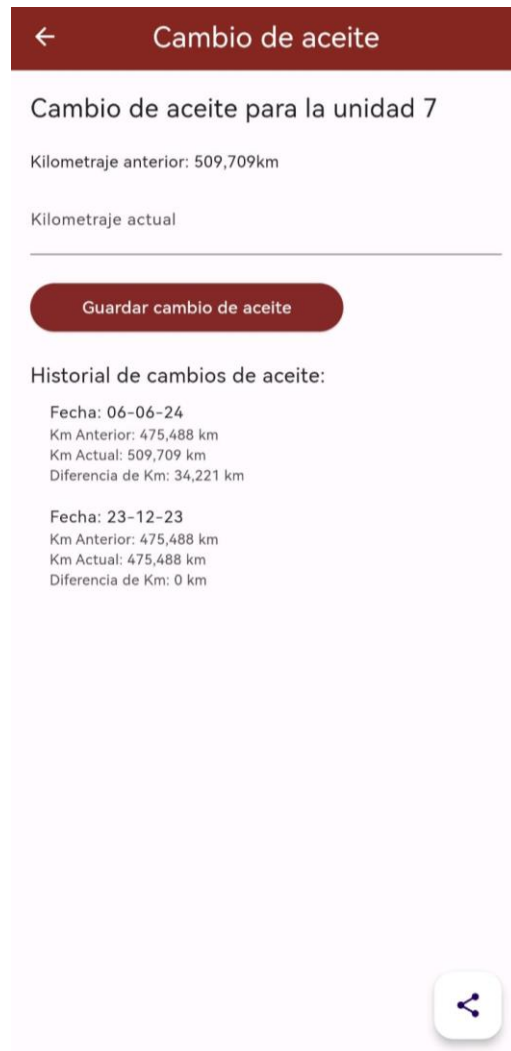 Cambio de aceite
Cambio de aceite para la unidad 7
Kilometraje anterior: 509,709km
Kilometraje actual
Guardar cambio de aceite
Historial de cambios de aceite:
Fecha: 06-06-24
Km Anterior: 475,488 km
Km Actual: 509,709 km
Diferencia de Km: 34,221 km
Fecha: 23-12-23
Km Anterior: 475,488 km
Km Actual: 475,488 km
Diferencia de Km: 0 km